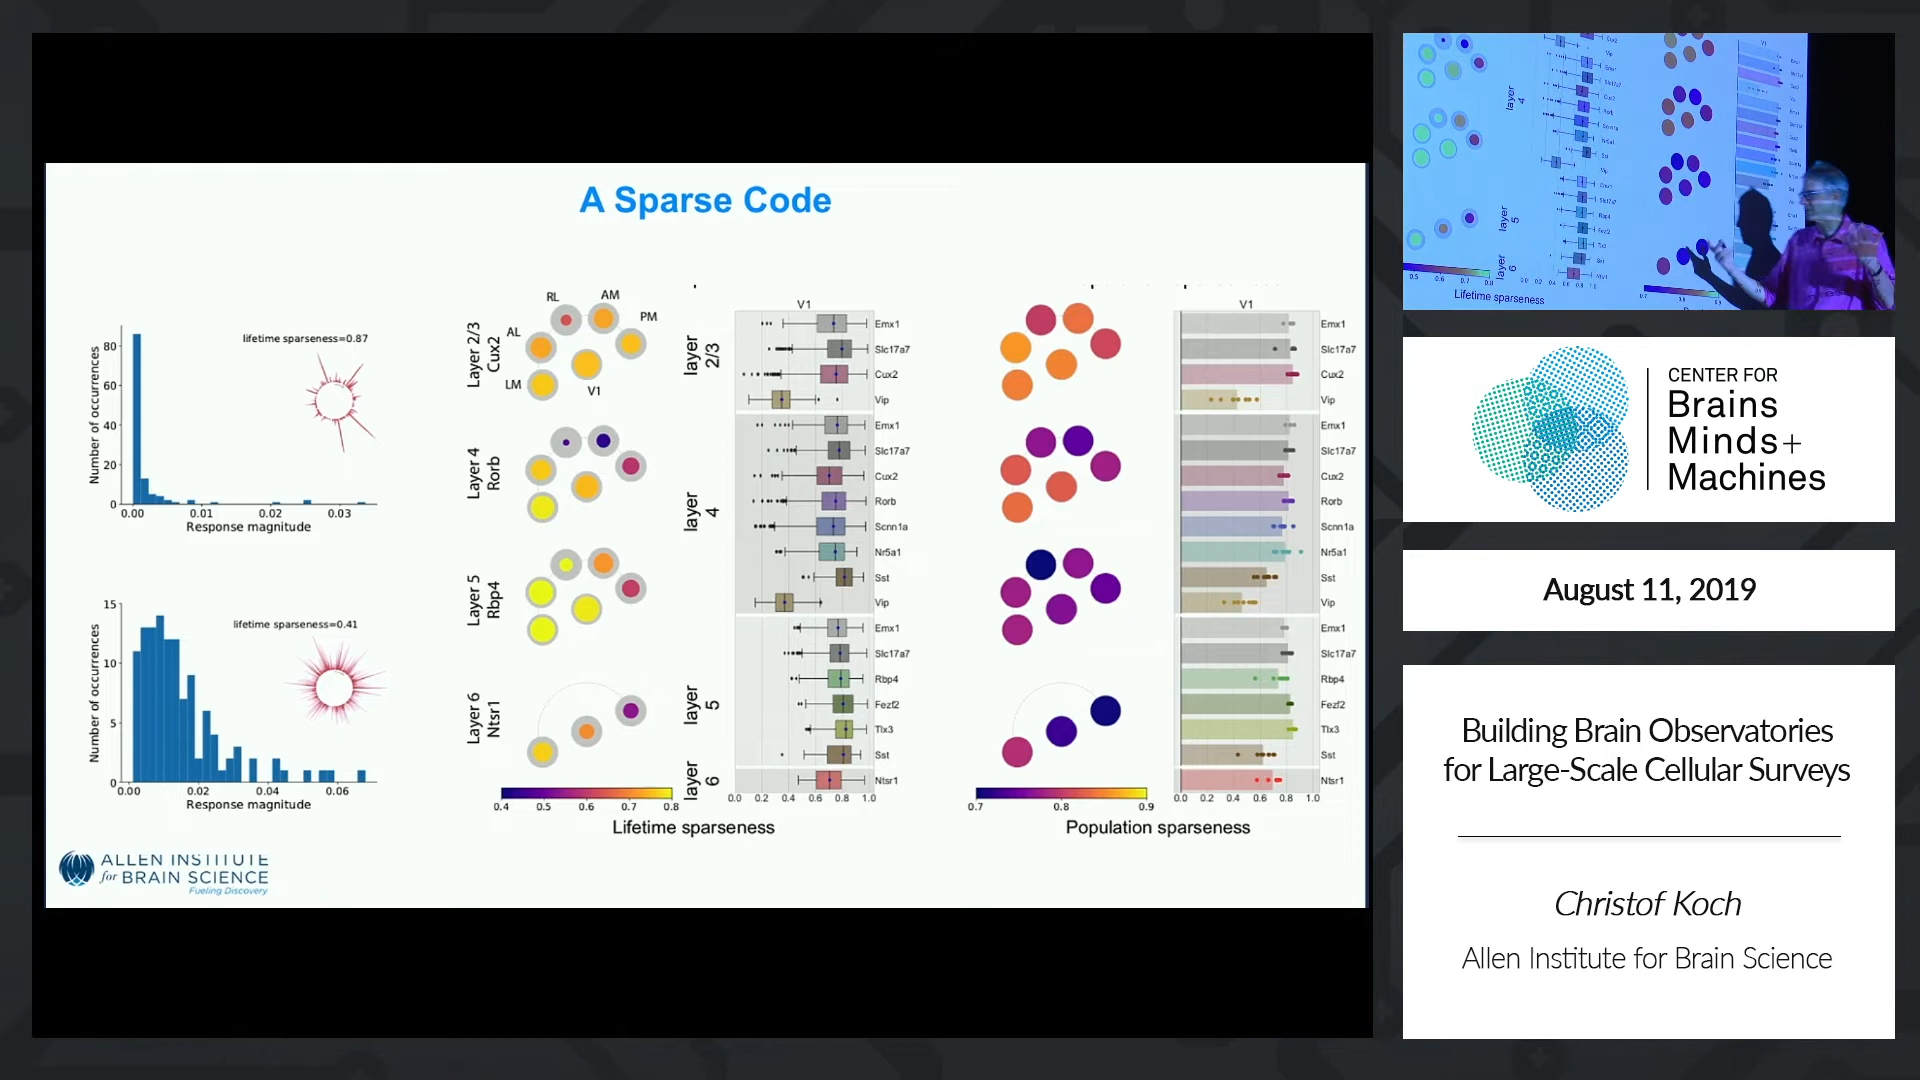 A Sparse Code
Number of occurrences
80
60
40
20
0
lifetime sparseness=0.87
0.00 0.01 0.02 0.03
Response magnitude
Number of occurrences
15
10
5
0
lifetime sparseness=0.41
0.00 0.02 0.04 0.06
Response magnitude
Layer 2/3
Cux2
RL
AM
PM
AL
LM
V1
Layer 4
Rorb
Layer 5
Rbp4
Layer 6
Ntsr1
0.4 0.5 0.6 0.7 0.8
layer
2/3
layer
4
layer
5
layer
6
V1
Emx1
Slc17a7
Cux2
Vip
Emx1
Slc17a7
Cux2
Rorb
Scnn1a
Nr5a1
Sst
Vip
Emx1
Slc17a7
Rbp4
Fezf2
Tlx3
Sst
Ntsr1
0.0 0.2 0.4 0.6 0.8 1.0
Lifetime sparseness
0.7 0.8 0.9
V1
Emx1
Slc17a7
Cux2
Vip
Emx1
Slc17a7
Cux2
Rorb
Scnn1a
Nr5a1
Sst
Vip
Emx1
Slc17a7
Rbp4
Fezf2
Tlx3
Sst
Ntsr1
0.0 0.2 0.4 0.6 0.8 1.0
Population sparseness
ALLEN INSTITUTE
for BRAIN SCIENCE
Fueling Discovery
layer
4
layer
5
layer
6
Lifetime sparseness
CENTER FOR
Brains
Minds+
Machines
August 11, 2019
Building Brain Observatories
for Large-Scale Cellular Surveys
Christof Koch
Allen Institute for Brain Science